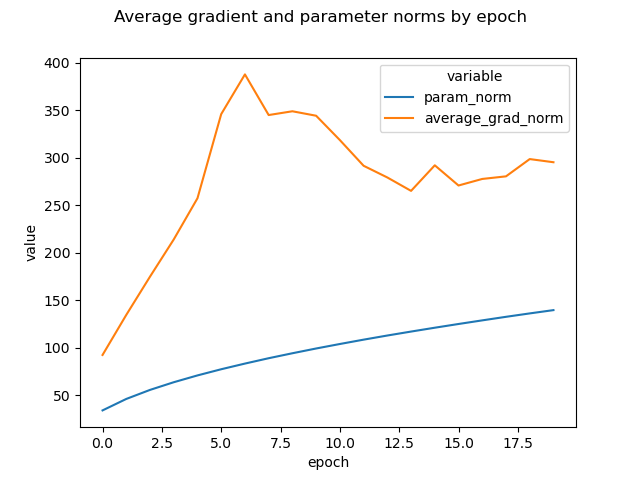 Average gradient and parameter norms by epoch
400
350
300
250
200
150
100
50
value
variable
param_norm
average_grad_norm
0.0 2.5 5.0 7.5 10.0 12.5 15.0 17.5
epoch